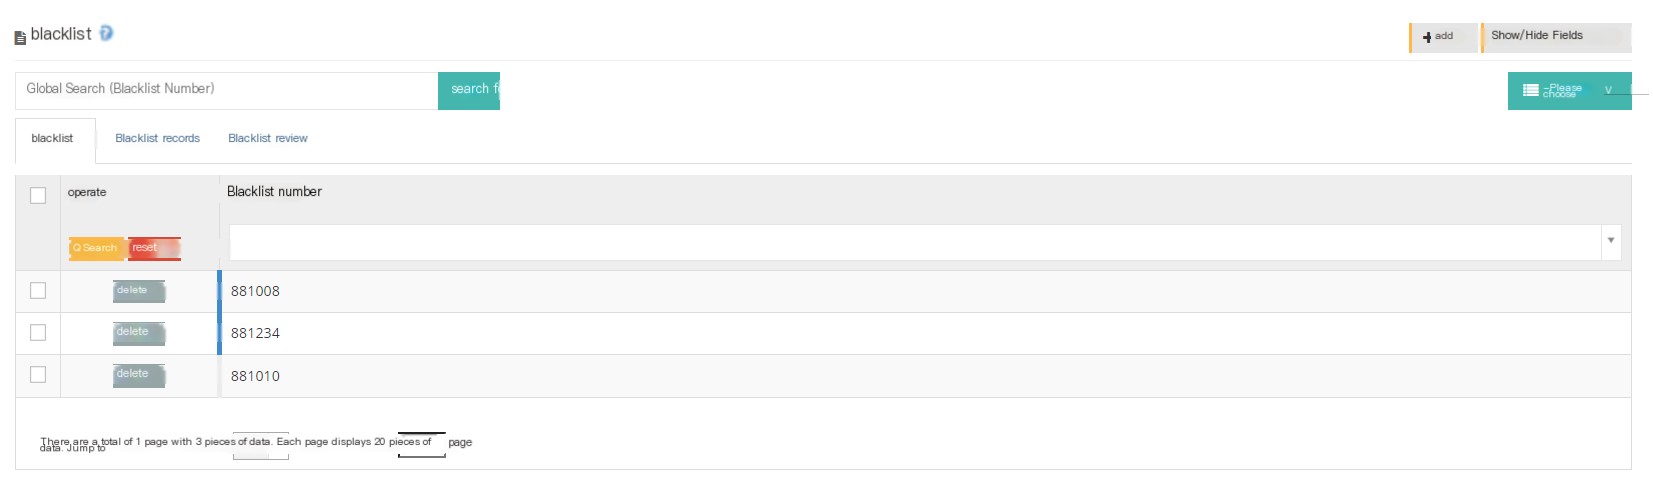 blacklist ?
add
Show/Hide Fields
Global Search (Blacklist Number)
search
--Please
choose
blacklist
Blacklist records
Blacklist review
operate
Blacklist number
Search
reset
delete
881008
delete
881234
delete
881010
There are a total of 1 page with 3 pieces of data. Each page displays 20 pieces of
data. Jump to
page